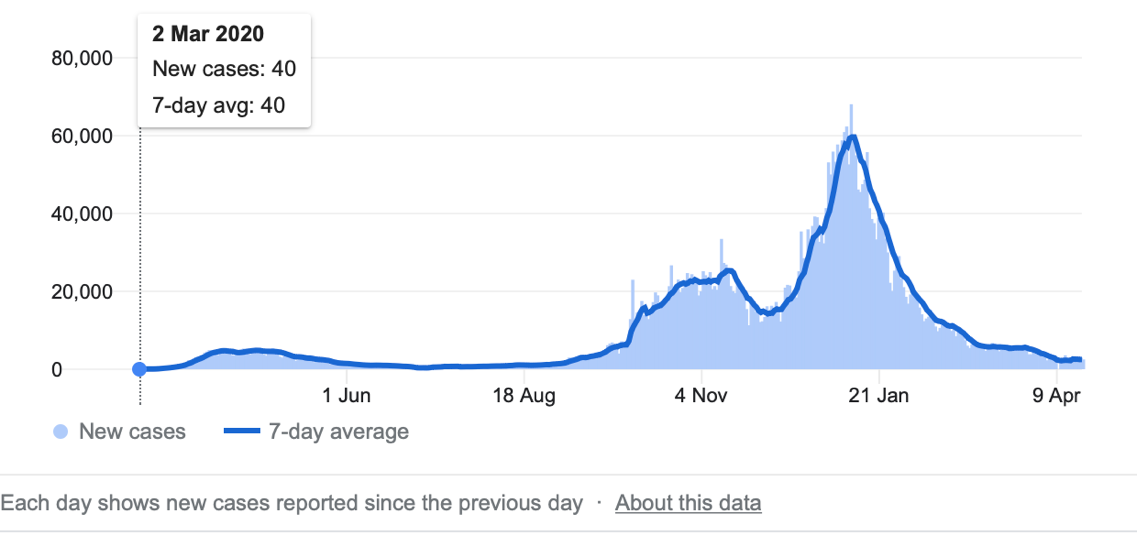 2 Mar 2020
New cases: 40
7-day avg: 40
80,000
60,000
40,000
20,000
0
1 Jun
18 Aug
4 Nov
21 Jan
9 Apr
New cases
7-day average
Each day shows new cases reported since the previous day · About this data